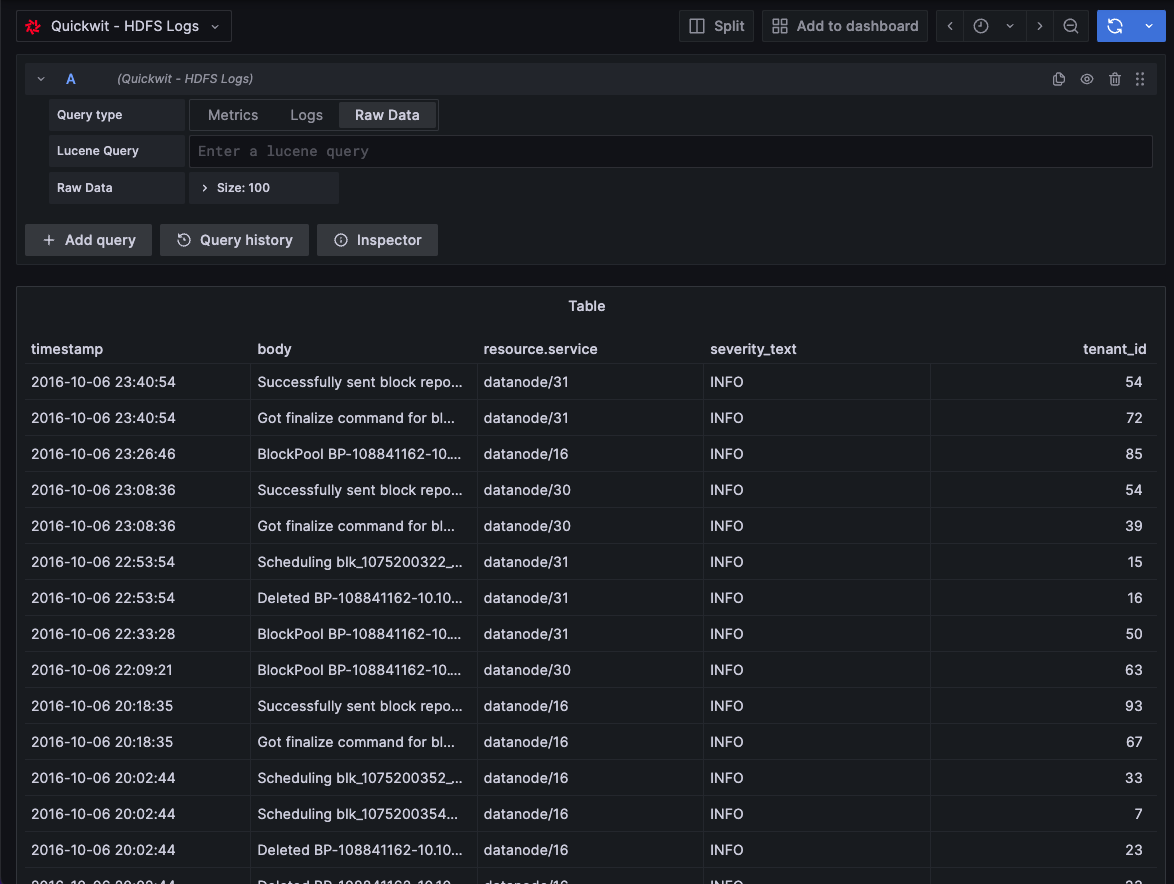 Quickwit - HDFS Logs Split Add to dashboard
A (Quickwit - HDFS Logs)
Query type Metrics Logs Raw Data
Lucene Query Enter a lucene query
Raw Data Size: 100
Add query Query history Inspector
Table
timestamp body resource.service severity_text tenant_id
2016-10-06 23:40:54 Successfully sent block repo... datanode/31 INFO 54
2016-10-06 23:40:54 Got finalize command for bl... datanode/31 INFO 72
2016-10-06 23:26:46 BlockPool BP-108841162-10.... datanode/16 INFO 85
2016-10-06 23:08:36 Successfully sent block repo... datanode/30 INFO 54
2016-10-06 23:08:36 Got finalize command for bl... datanode/30 INFO 39
2016-10-06 22:53:54 Scheduling blk_1075200322_... datanode/31 INFO 15
2016-10-06 22:53:54 Deleted BP-108841162-10.10... datanode/31 INFO 16
2016-10-06 22:33:28 BlockPool BP-108841162-10.... datanode/31 INFO 50
2016-10-06 22:09:21 BlockPool BP-108841162-10.... datanode/30 INFO 63
2016-10-06 20:18:35 Successfully sent block repo... datanode/16 INFO 93
2016-10-06 20:18:35 Got finalize command for bl... datanode/16 INFO 67
2016-10-06 20:02:44 Scheduling blk_1075200352_... datanode/16 INFO 33
2016-10-06 20:02:44 Scheduling blk_1075200354... datanode/16 INFO 7
2016-10-06 20:02:44 Deleted BP-108841162-10.10... datanode/16 INFO 23